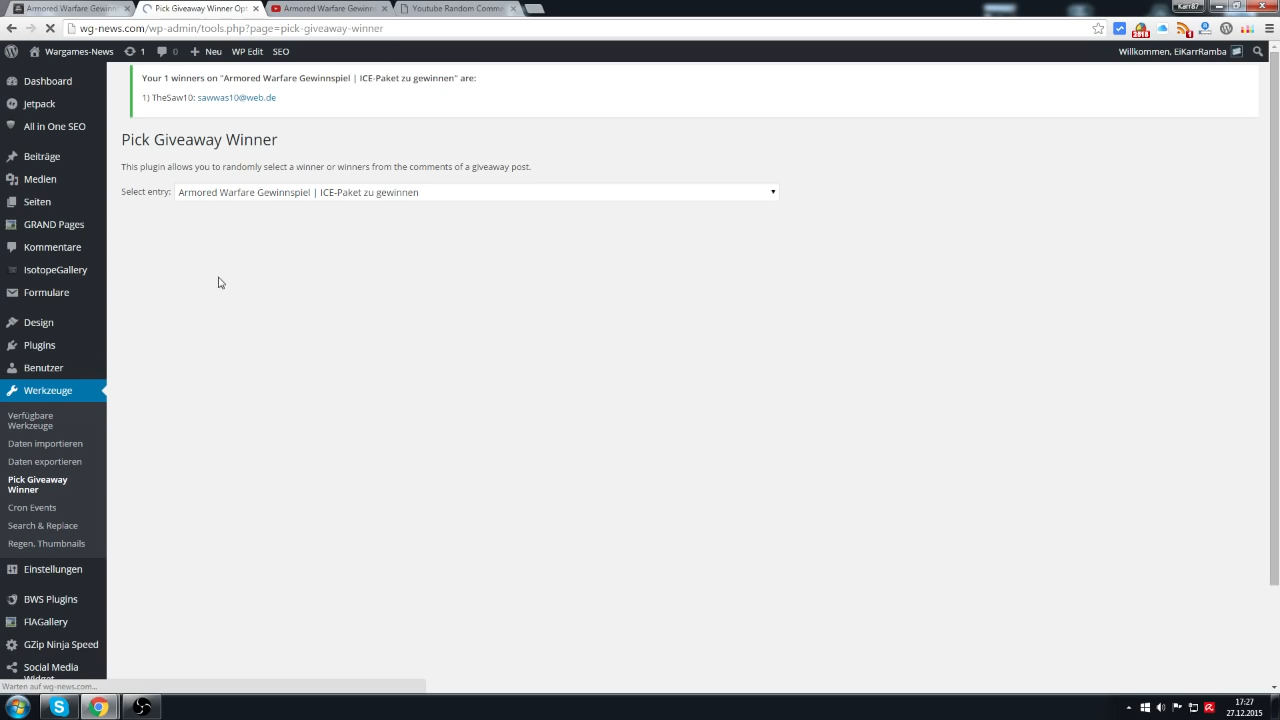 Armored Warfare Gewinns
Pick Giveaway Winner Opt
Armored Warfare Gewinns
Youtube Random Comme
Karr87
wg-news.com/wp-admin/tools.php?page=pick-giveaway-winner
Wargames-News
1
0
Neu
WP Edit
SEO
Willkommen, EiKarrRamba
Dashboard
Jetpack
All in One SEO
Beiträge
Medien
Seiten
GRAND Pages
Kommentare
IsotopeGallery
Formulare
Design
Plugins
Benutzer
Werkzeuge
Verfügbare
Werkzeuge
Daten importieren
Daten exportieren
Pick Giveaway
Winner
Cron Events
Search & Replace
Regen. Thumbnails
Einstellungen
BWS Plugins
FlAGallery
GZip Ninja Speed
Social Media
Widget
Your 1 winners on "Armored Warfare Gewinnspiel | ICE-Paket zu gewinnen" are:
1) TheSaw10: sawwas10@web.de
Pick Giveaway Winner
This plugin allows you to randomly select a winner or winners from the comments of a giveaway post.
Select entry: Armored Warfare Gewinnspiel | ICE-Paket zu gewinnen
Warten auf wg-news.com...
17:27
27.12.2015